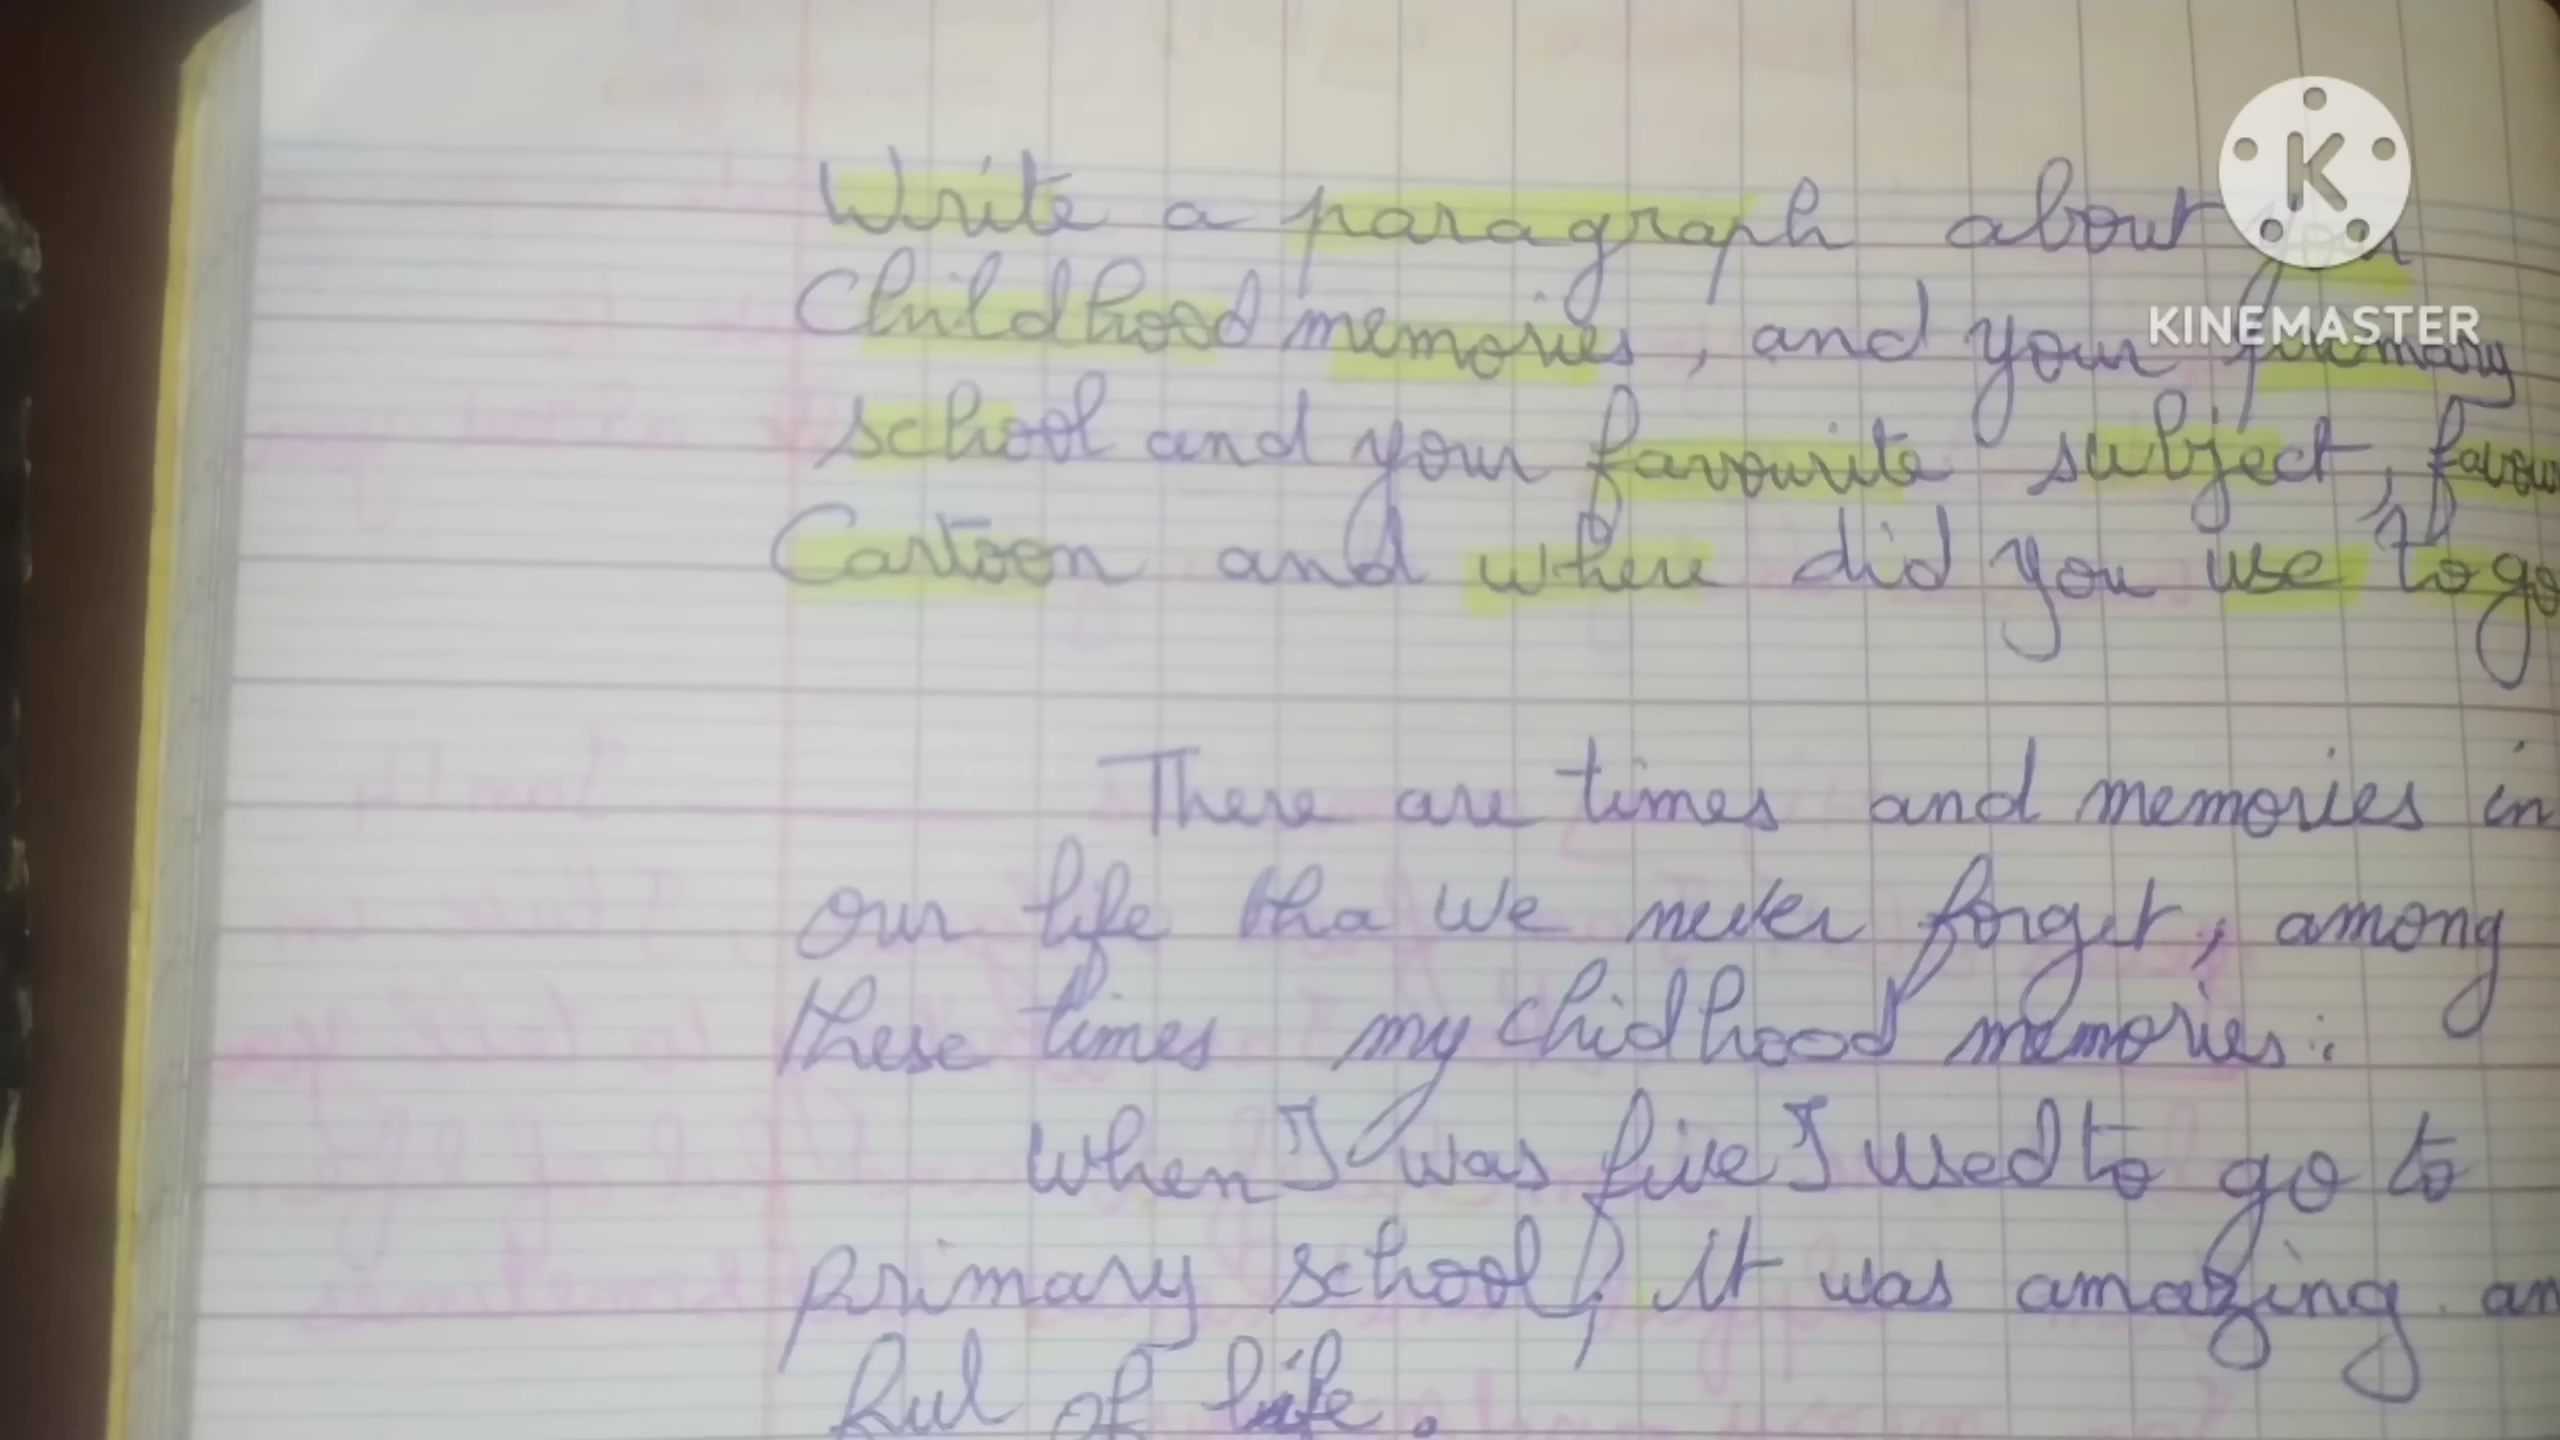 Write a paragraph about your
Childhood memories, and your primary
school and your favourite subject, favou
Cartoon and where did you use to go
There are times and memories in
our life tha we never forget, among
these times my chidhood memories.
when I was five I used to go to
primary school, it was amazing an
ful of life.
KINEMASTER